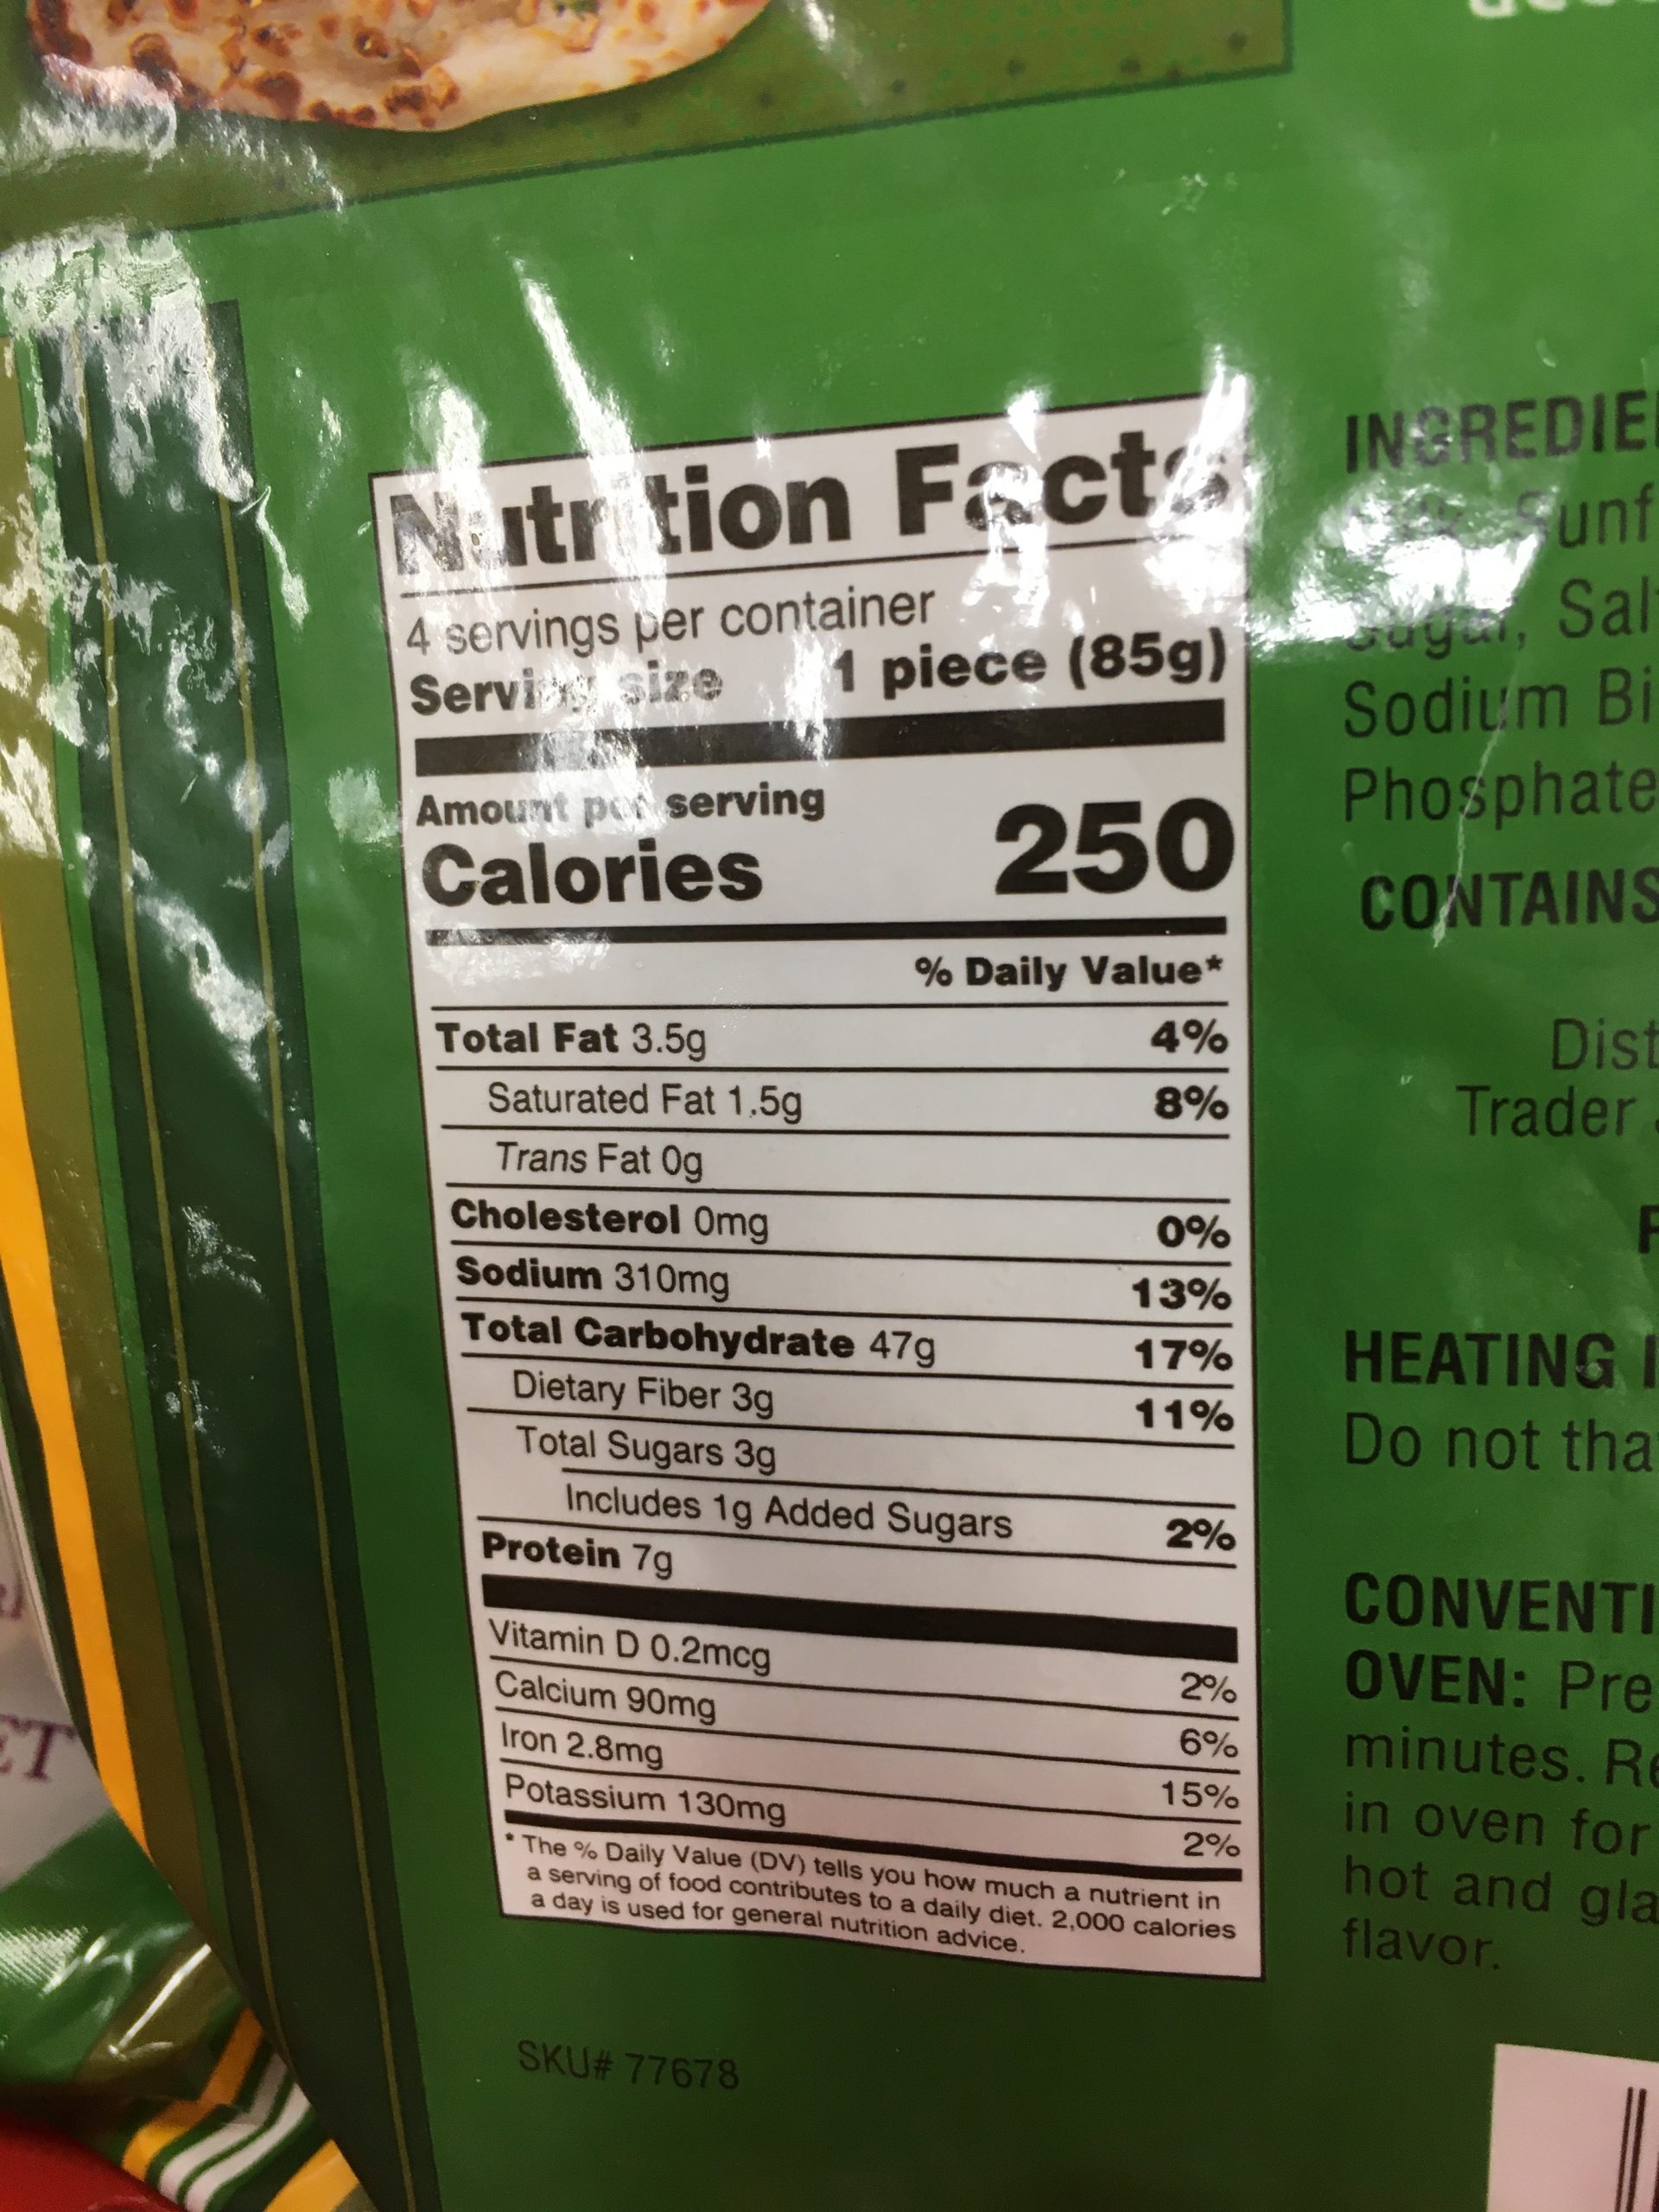 Nutrition Facts
4 servings per container
Serving size 1 piece (85g)
Amount per serving
Calories 250
% Daily Value*
Total Fat 3.5g 4%
Saturated Fat 1.5g 8%
Trans Fat 0g
Cholesterol 0mg 0%
Sodium 310mg 13%
Total Carbohydrate 47g 17%
Dietary Fiber 3g 11%
Total Sugars 3g
Includes 1g Added Sugars 2%
Protein 7g
Vitamin D 0.2mcg 2%
Calcium 90mg 6%
Iron 2.8mg 15%
Potassium 130mg 2%
* The % Daily Value (DV) tells you how much a nutrient in
a serving of food contributes to a daily diet. 2,000 calories
a day is used for general nutrition advice.
SKU# 77678
INGREDIE
Sunf
Sugar, Sal
Sodium Bi
Phosphate
CONTAINS
Dist
Trader
HEATING I
Do not tha
CONVENTI
OVEN: Pre
minutes. Re
in oven for
hot and gla
flavor.
ET